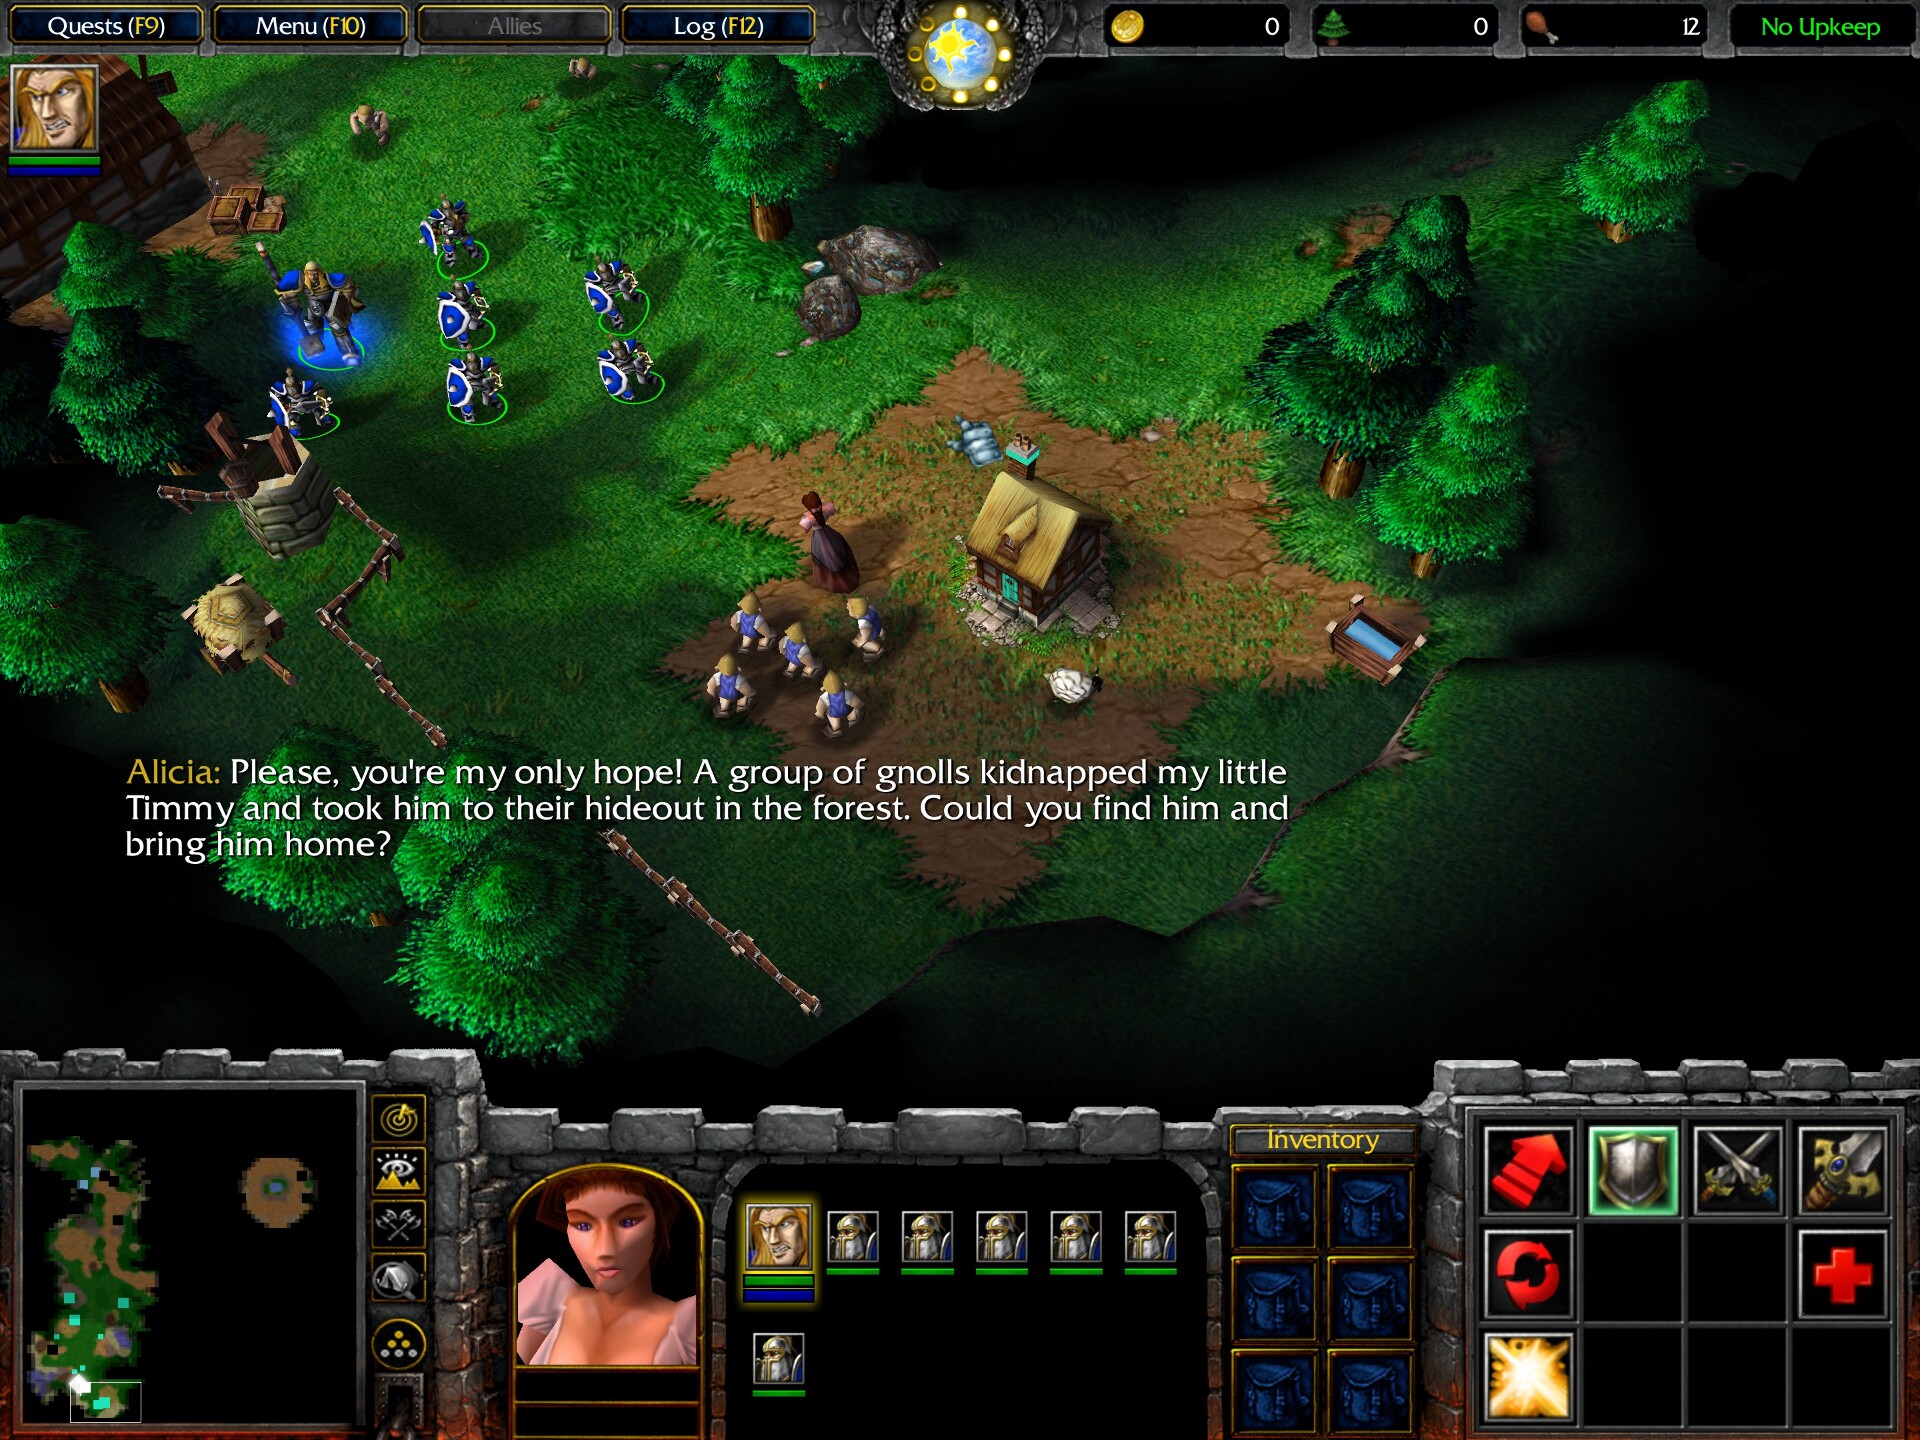 Quests (F9) Menu (F10) Allies Log (F12) 0 0 12 No Upkeep
Alicia: Please, you're my only hope! A group of gnolls kidnapped my little
Timmy and took him to their hideout in the forest. Could you find him and
bring him home?
Inventory